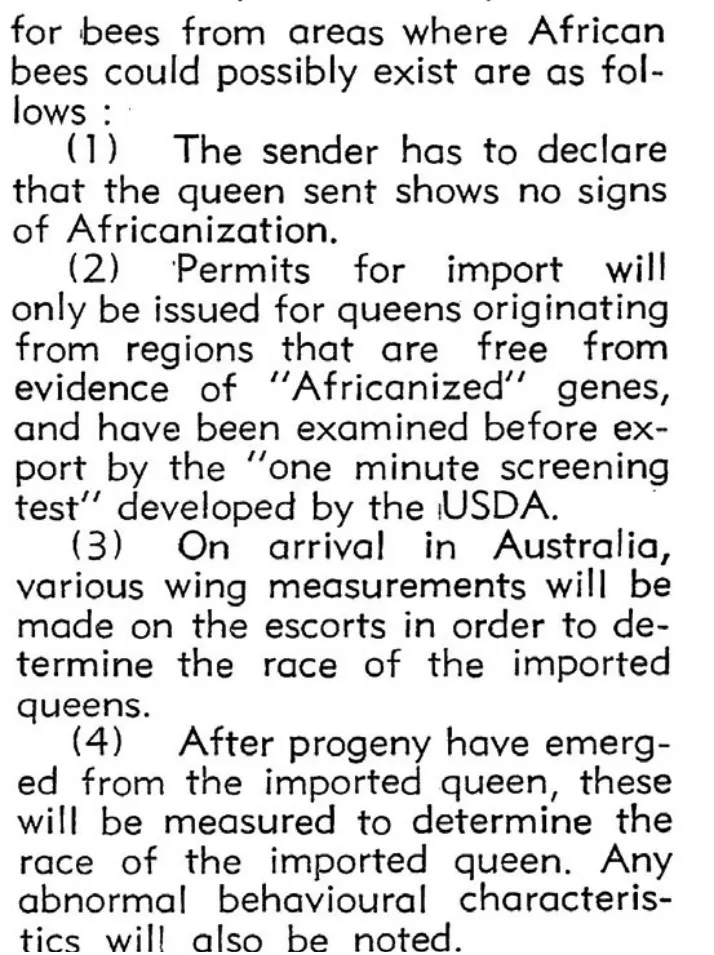 for bees from areas where African
bees could possibly exist are as fol-
lows :
(1) The sender has to declare
that the queen sent shows no signs
of Africanization.
(2) Permits for import will
only be issued for queens originating
from regions that are free from
evidence of "Africanized" genes,
and have been examined before ex-
port by the "one minute screening
test" developed by the USDA.
(3) On arrival in Australia,
various wing measurements will be
made on the escorts in order to de-
termine the race of the imported
queens.
(4) After progeny have emerg-
ed from the imported queen, these
will be measured to determine the
race of the imported queen. Any
abnormal behavioural characteris-
tics will also be noted.